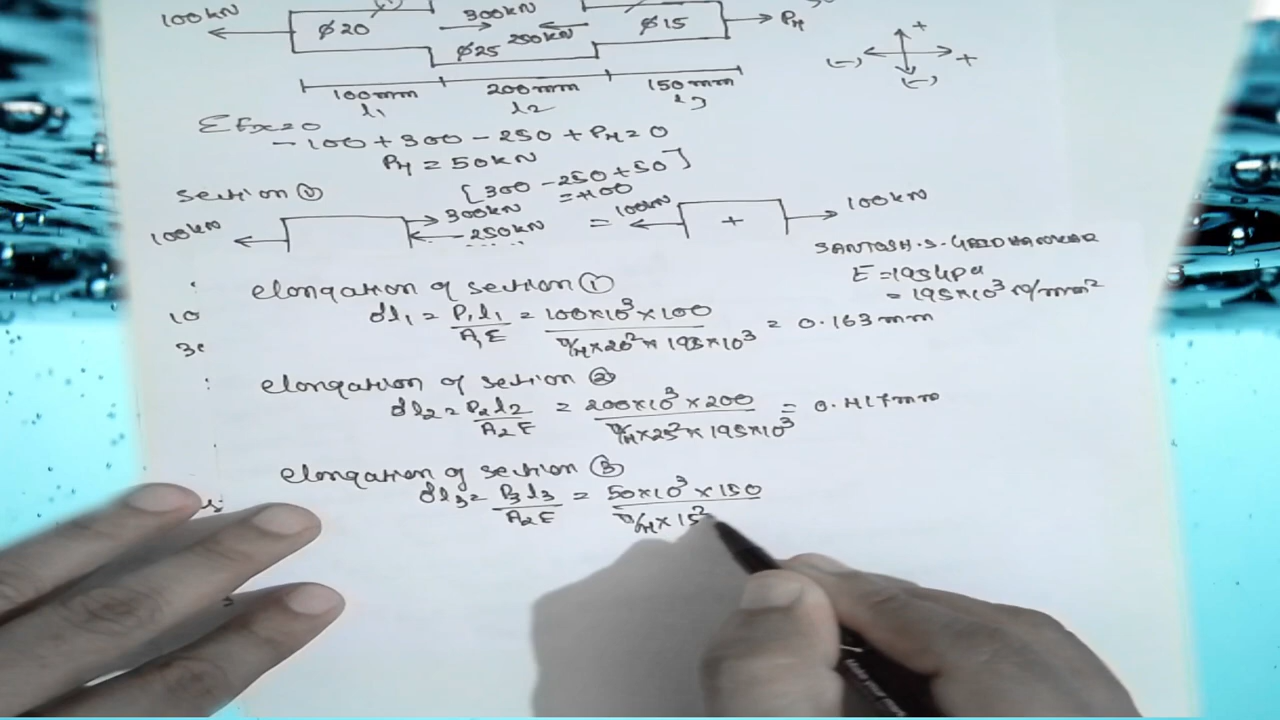 100kN ø20 300kN 250kN ø25 ø15 P4
100mm 200mm 150mm
l1 l2 l3
+ (-) + (-)
ΣFx=0
-100+300-250+P4=0
P4=50kN
Section ①
[300-250+50]
=+100
100kN 300kN 250kN = 100kN + 100kN
SANTOSH.S.
E=195Gpa
=195×10³ N/mm²
elongation of section ①
dl1 = P1l1/A1E = 100×10³×100/π/4×20²×195×10³ = 0.163mm
elongation of section ②
dl2 = P2l2/A2E = 200×10³×200/π/4×25²×195×10³ = 0.417mm
elongation of section ③
dl3 = P3l3/A2E = 50×10³×150/π/4×15²